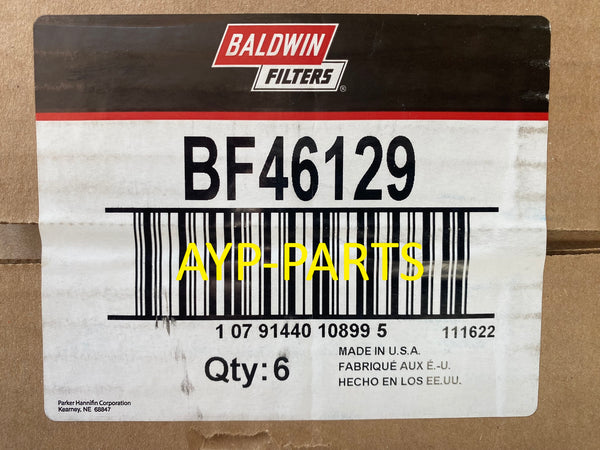 BALDWIN
FILTERS®
BF46129
AYP-PARTS
1 07 91440 10899 5
111622
Qty: 6
MADE IN U.S.A.
FABRIQUÉ AUX É.-U.
HECHO EN LOS EE.UU.
Parker Hannifin Corporation
Kearney, NE 68847